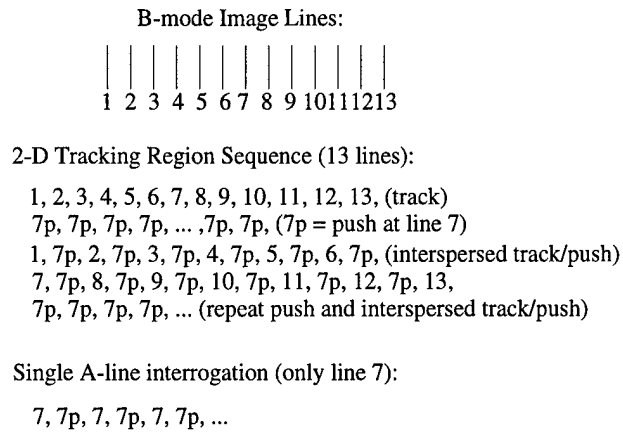 B-mode Image Lines:
1 2 3 4 5 6 7 8 9 10 11 12 13
2-D Tracking Region Sequence (13 lines):
1, 2, 3, 4, 5, 6, 7, 8, 9, 10, 11, 12, 13, (track)
7p, 7p, 7p, 7p, ... ,7p, 7p, (7p = push at line 7)
1, 7p, 2, 7p, 3, 7p, 4, 7p, 5, 7p, 6, 7p, (interspersed track/push)
7, 7p, 8, 7p, 9, 7p, 10, 7p, 11, 7p, 12, 7p, 13,
7p, 7p, 7p, 7p, ... (repeat push and interspersed track/push)
Single A-line interrogation (only line 7):
7, 7p, 7, 7p, 7, 7p, ...